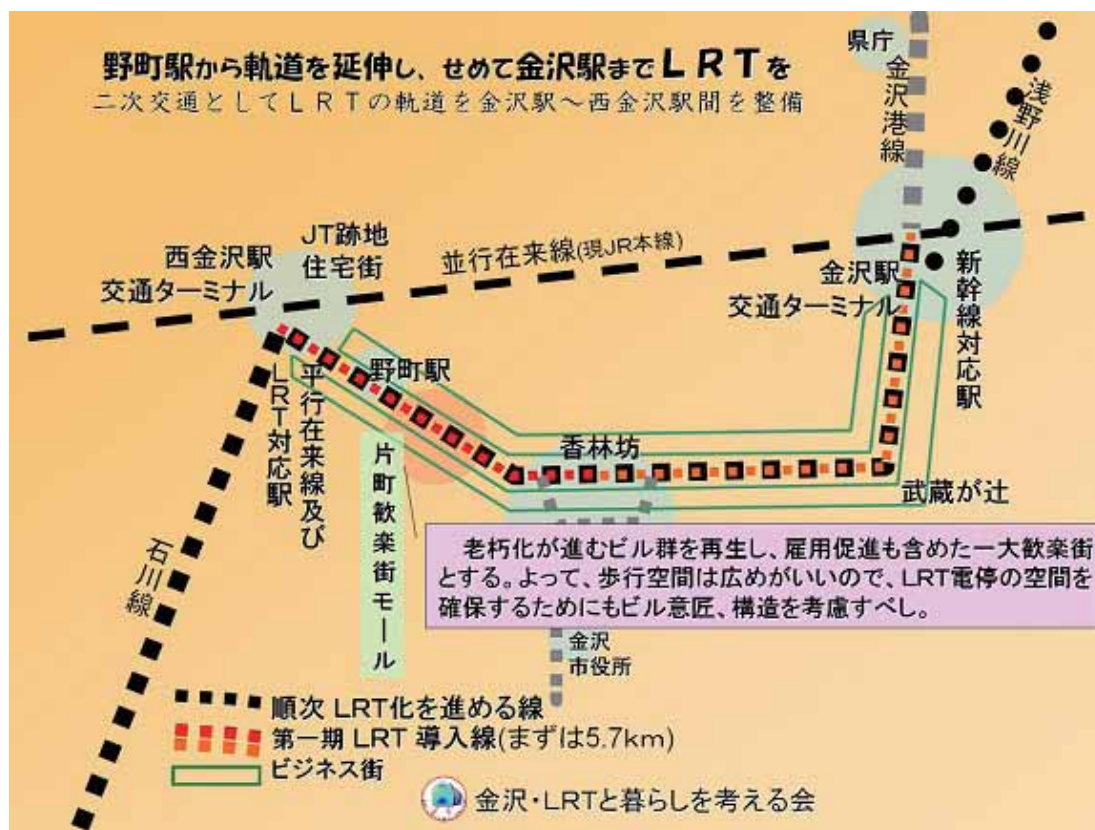 野町駅から軌道を延伸し、せめて金沢駅までLRTを
二次交通としてLRTの軌道を金沢駅～西金沢駅間を整備
県庁
金沢港線
浅野川線
JT跡地
住宅街
西金沢駅
交通ターミナル
並行在来線(現JR本線)
金沢駅
交通ターミナル
新幹線対応駅
野町駅
平行在来線及び
LRT対応駅
香林坊
武蔵が辻
片町歓楽街モール
石川線
老朽化が進むビル群を再生し、雇用促進も含めた一大歓楽街
とする。よって、歩行空間は広めがいいので、LRT電停の空間を
確保するためにもビル意匠、構造を考慮すべし。
金沢
市役所
順次 LRT化を進める線
第一期 LRT 導入線(まずは5.7km)
ビジネス街
金沢・LRTと暮らしを考える会